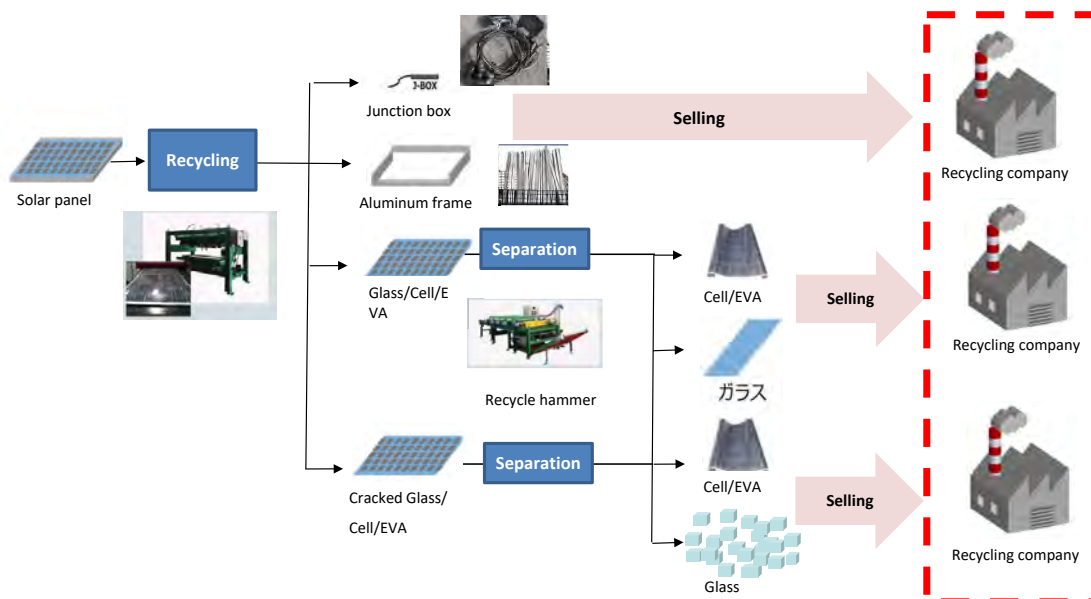 J-BOX
Junction box
Selling
Recycling
Solar panel
Aluminum frame
Recycling company
Separation
Glass/Cell/E
VA
Cell/EVA
Selling
Recycling company
Recycle hammer
ガラス
Separation
Cracked Glass/
Cell/EVA
Cell/EVA
Selling
Glass
Recycling company